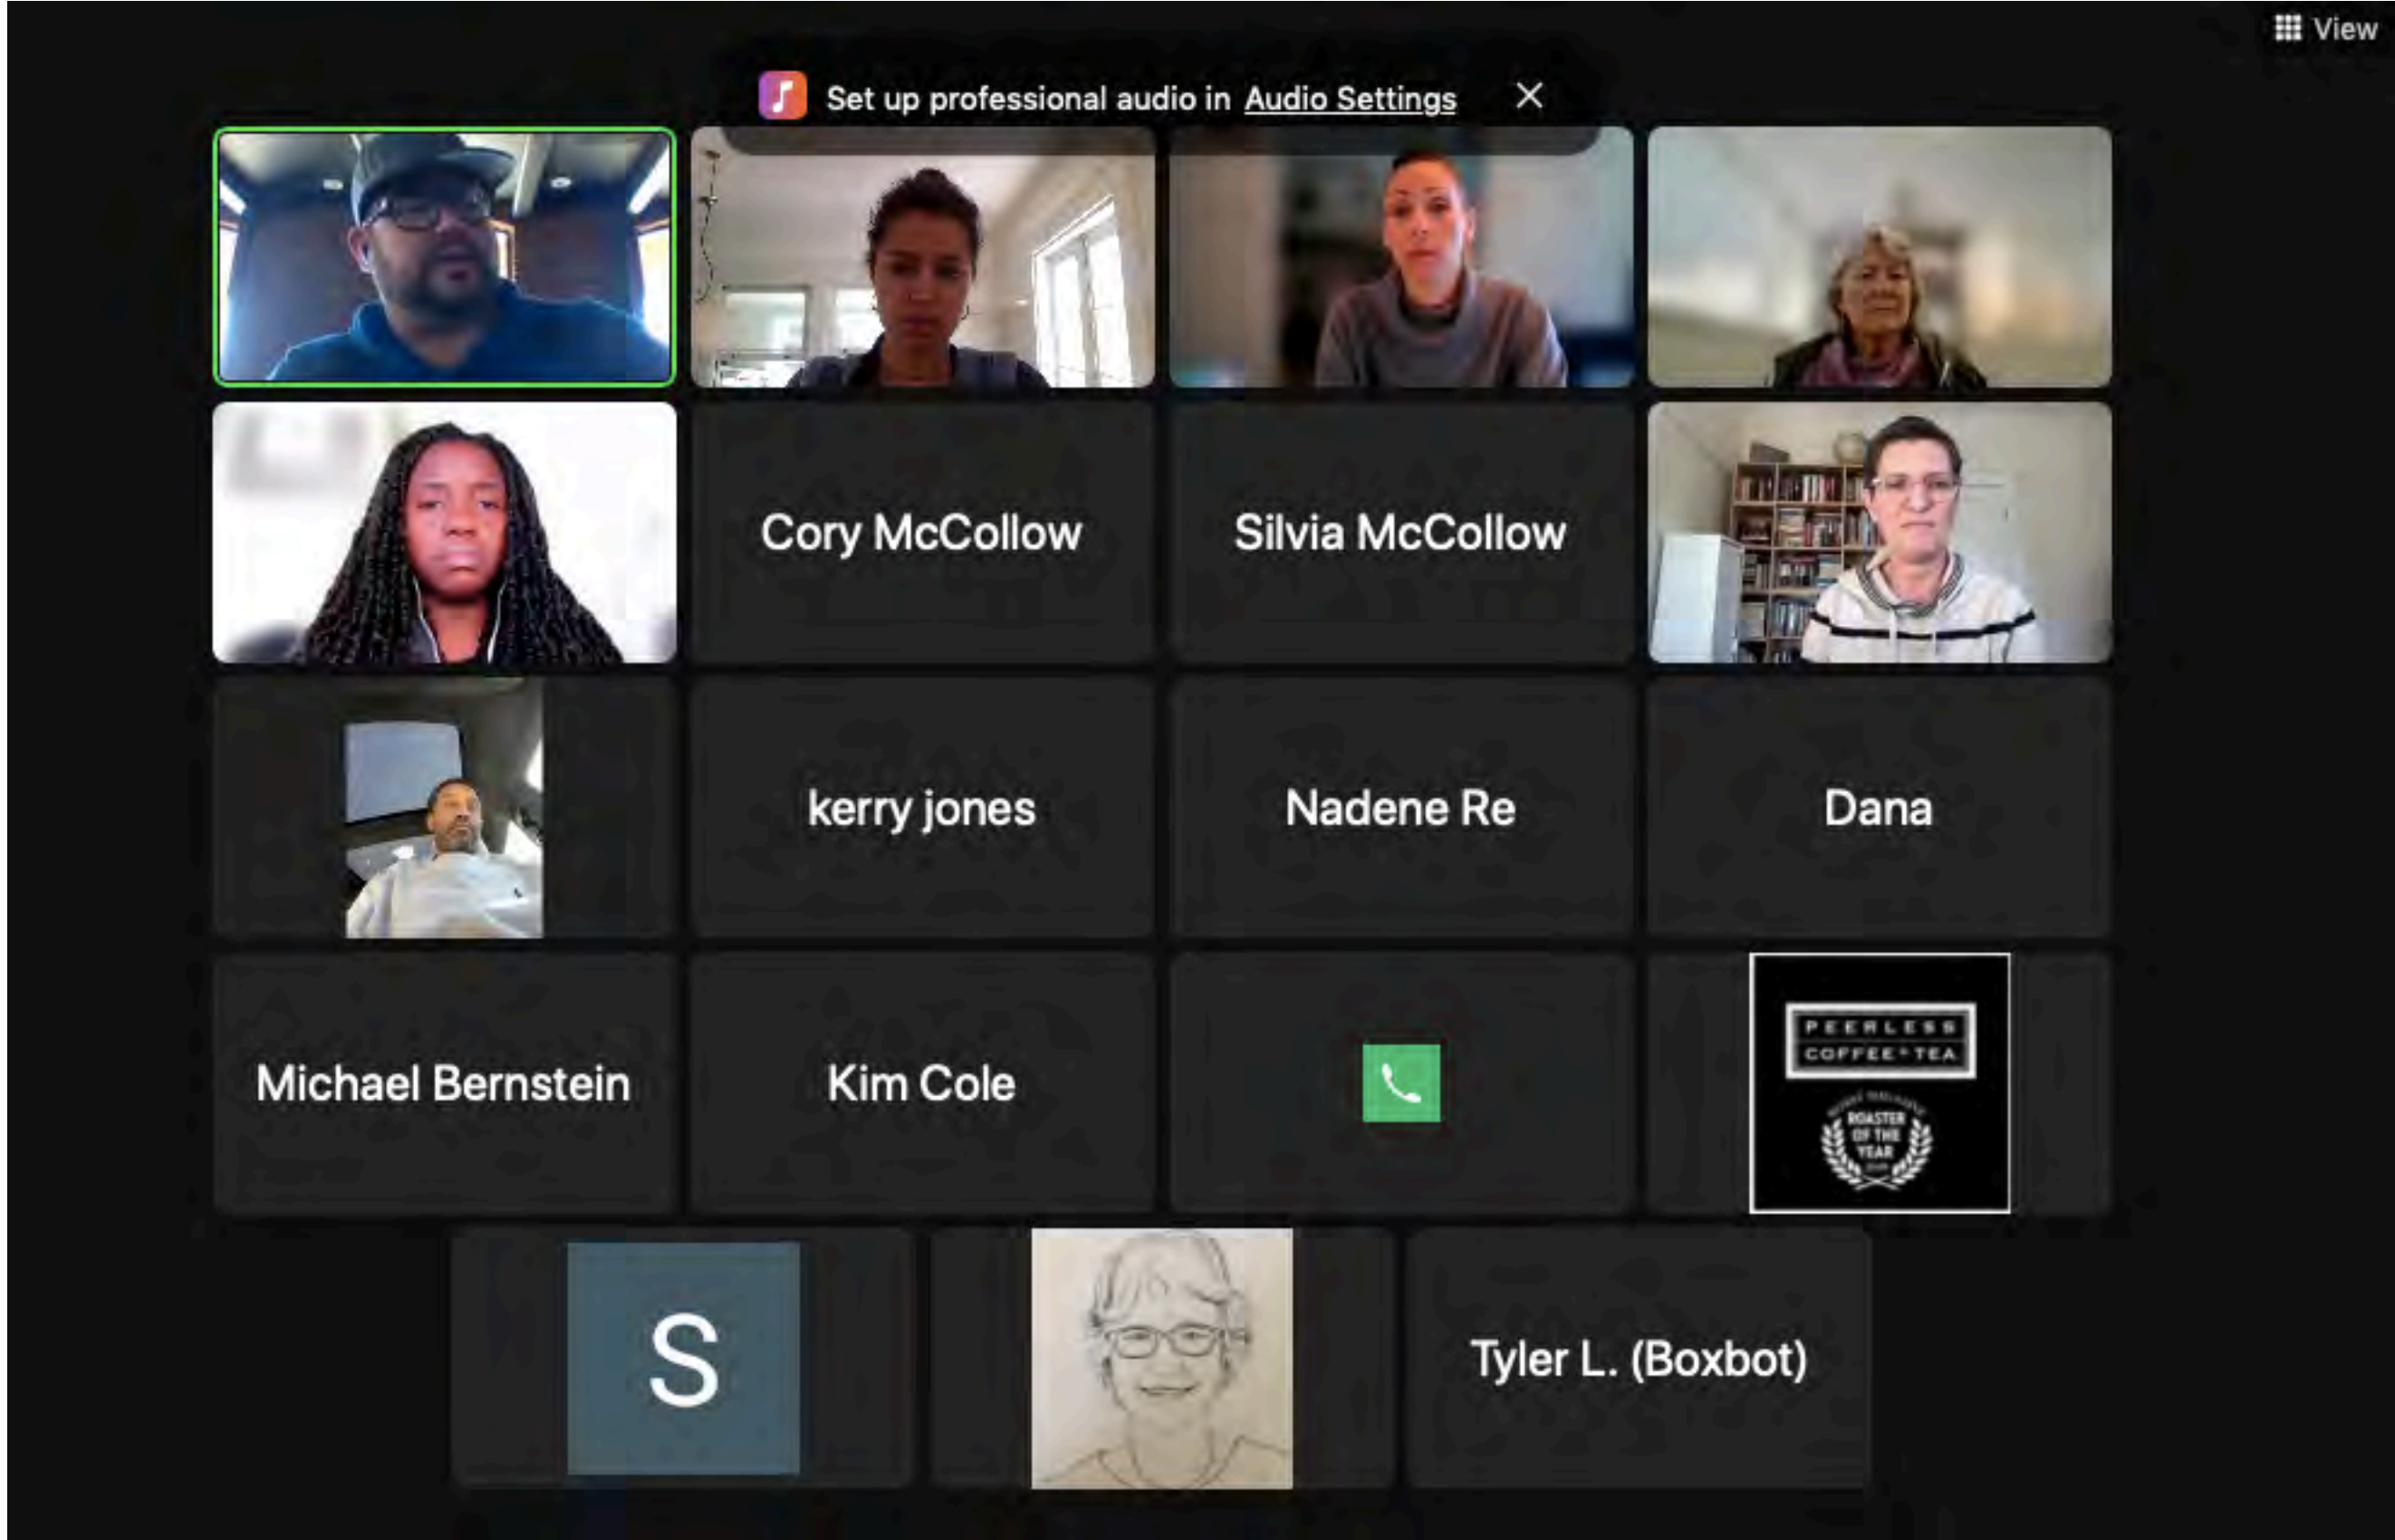 View
Set up professional audio in Audio Settings
Cory McCollow
Silvia McCollow
kerry jones
Nadene Re
Dana
Michael Bernstein
Kim Cole
PEERLESS
COFFEE & TEA
ROASTER
OF THE
YEAR
S
Tyler L. (Boxbot)